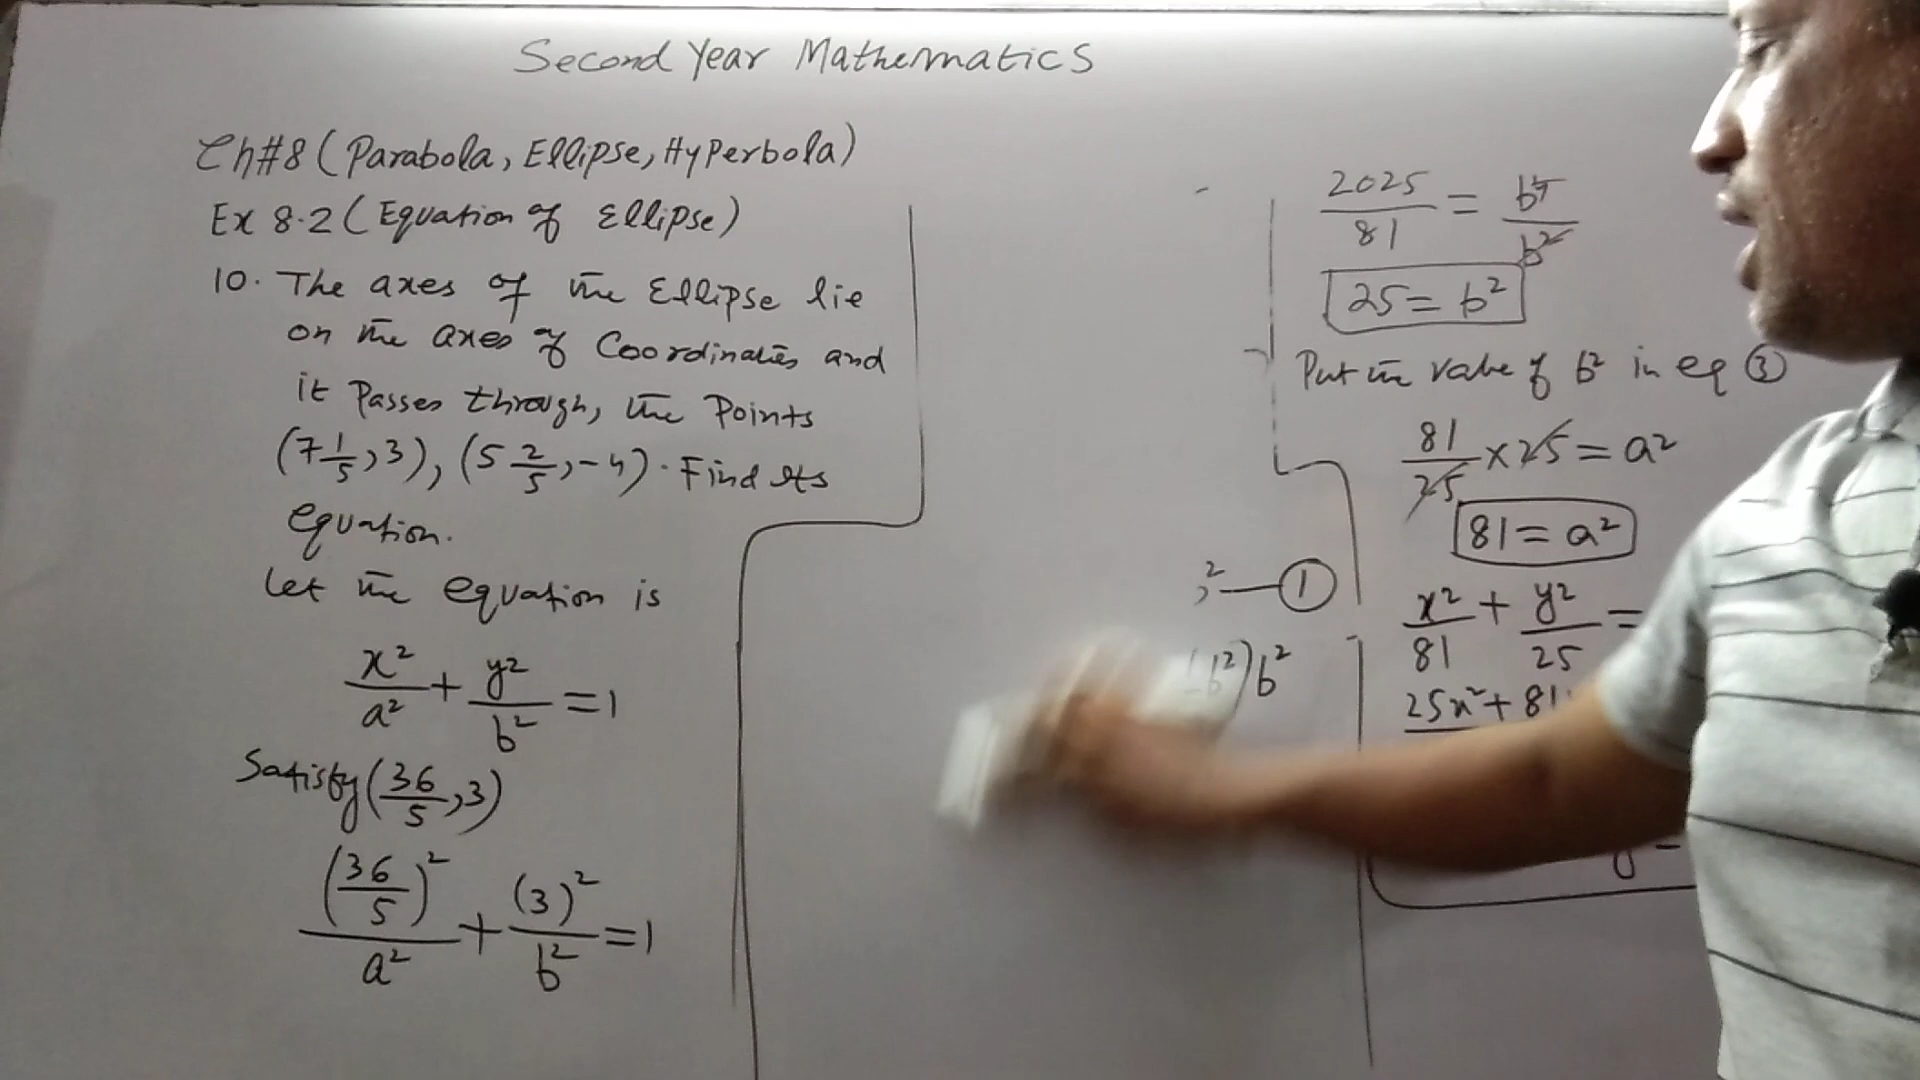 Second Year Mathematics
Ch#8 (Parabola, Ellipse, Hyperbola)
Ex 8.2 (Equation of Ellipse)
10. The axes of the Ellipse lie
on the axes of Coordinates and
it Passes through, the Points
(7 1/5, 3), (5 2/5, -4). Find its
equation.
Let the equation is
x²/a² + y²/b² = 1
Satisfy (36/5, 3)
(36/5)²/a² + (3)²/b² = 1
² — ①
b²)b²
2025/81 = b⁴/b²
25 = b²
Put the value of b² in eq ③
81/25 × 25 = a²
81 = a²
x²/81 + y²/25 =
25x² + 81